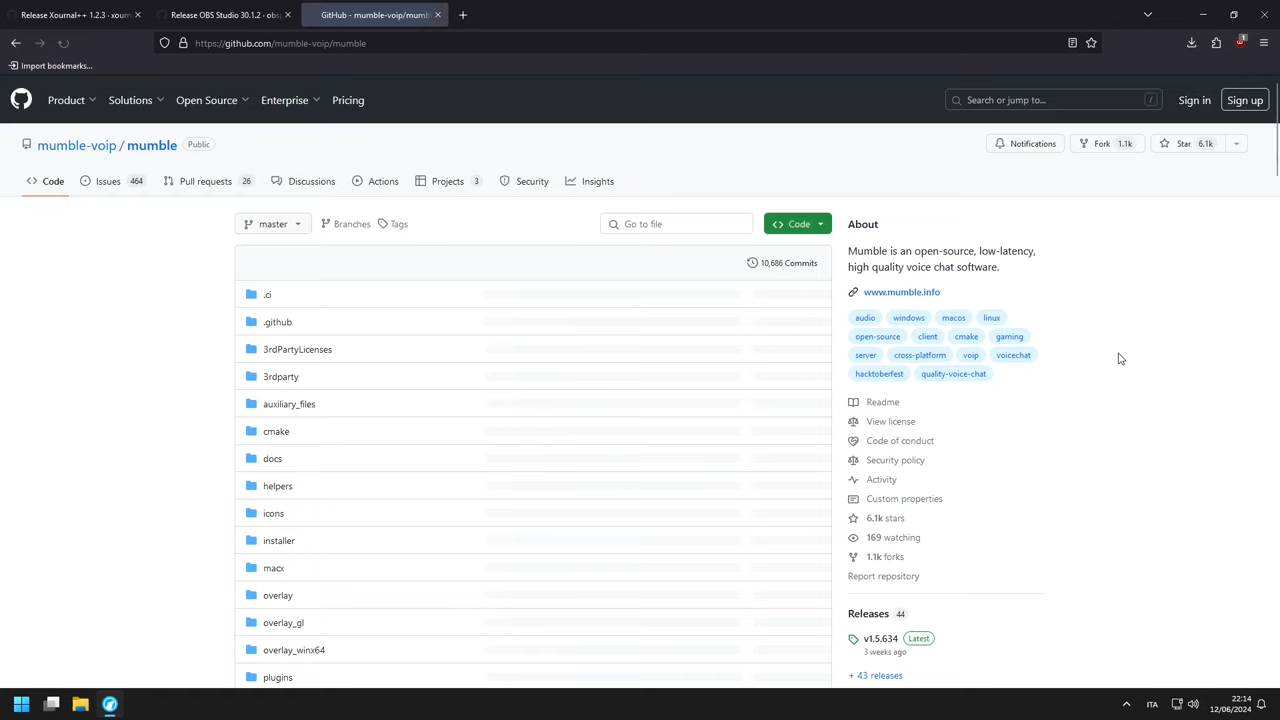 Release Xournal++ 1.2.3 · xourn
Release OBS Studio 30.1.2 · obsp
GitHub - mumble-voip/mumbl
https://github.com/mumble-voip/mumble
1
Import bookmarks...
Product
Solutions
Open Source
Enterprise
Pricing
Search or jump to...
/
Sign in
Sign up
mumble-voip / mumble
Public
Notifications
Fork 1.1k
Star 6.1k
Code
Issues 464
Pull requests 26
Discussions
Actions
Projects 3
Security
Insights
master
Branches
Tags
Go to file
Code
10,686 Commits
.ci
.github
3rdPartyLicenses
3rdparty
auxiliary_files
cmake
docs
helpers
icons
installer
macx
overlay
overlay_gl
overlay_winx64
plugins
About
Mumble is an open-source, low-latency,
high quality voice chat software.
www.mumble.info
audio windows macos linux
open-source client cmake gaming
server cross-platform voip voicechat
hacktoberfest quality-voice-chat
Readme
View license
Code of conduct
Security policy
Activity
Custom properties
6.1k stars
169 watching
1.1k forks
Report repository
Releases 44
v1.5.634 Latest
3 weeks ago
+ 43 releases
ITA
22:14
12/06/2024